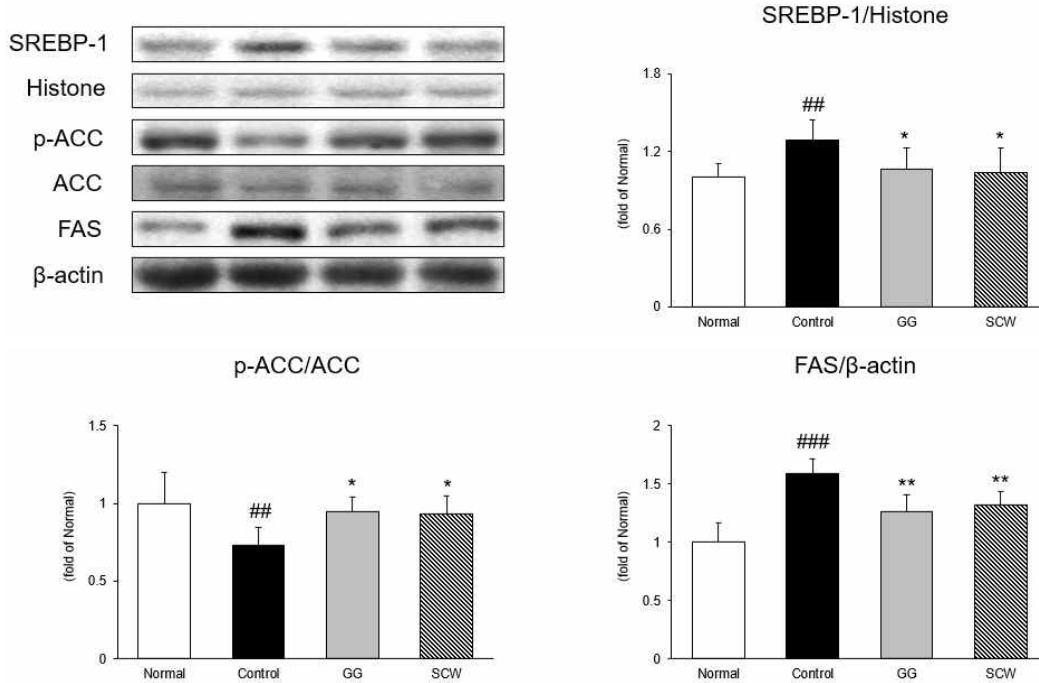 SREBP-1
Histone
p-ACC
ACC
FAS
β-actin
SREBP-1/Histone
(fold of Normal)
1.8
1.2
0.6
0
##
*
*
Normal Control GG SCW
p-ACC/ACC
(fold of Normal)
1.5
1
0.5
0
##
*
*
Normal Control GG SCW
FAS/β-actin
(fold of Normal)
2
1.5
1
0.5
0
###
**
**
Normal Control GG SCW